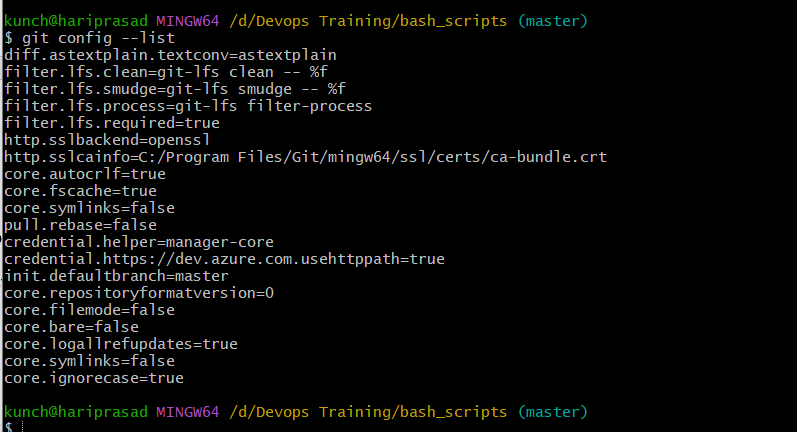 kunch@hariprasad MINGW64 /d/Devops Training/bash_scripts (master)
$ git config --list
diff.astextplain.textconv=astextplain
filter.lfs.clean=git-lfs clean -- %f
filter.lfs.smudge=git-lfs smudge -- %f
filter.lfs.process=git-lfs filter-process
filter.lfs.required=true
http.sslbackend=openssl
http.sslcainfo=C:/Program Files/Git/mingw64/ssl/certs/ca-bundle.crt
core.autocrlf=true
core.fscache=true
core.symlinks=false
pull.rebase=false
credential.helper=manager-core
credential.https://dev.azure.com.usehttppath=true
init.defaultbranch=master
core.repositoryformatversion=0
core.filemode=false
core.bare=false
core.logallrefupdates=true
core.symlinks=false
core.ignorecase=true
kunch@hariprasad MINGW64 /d/Devops Training/bash_scripts (master)
$